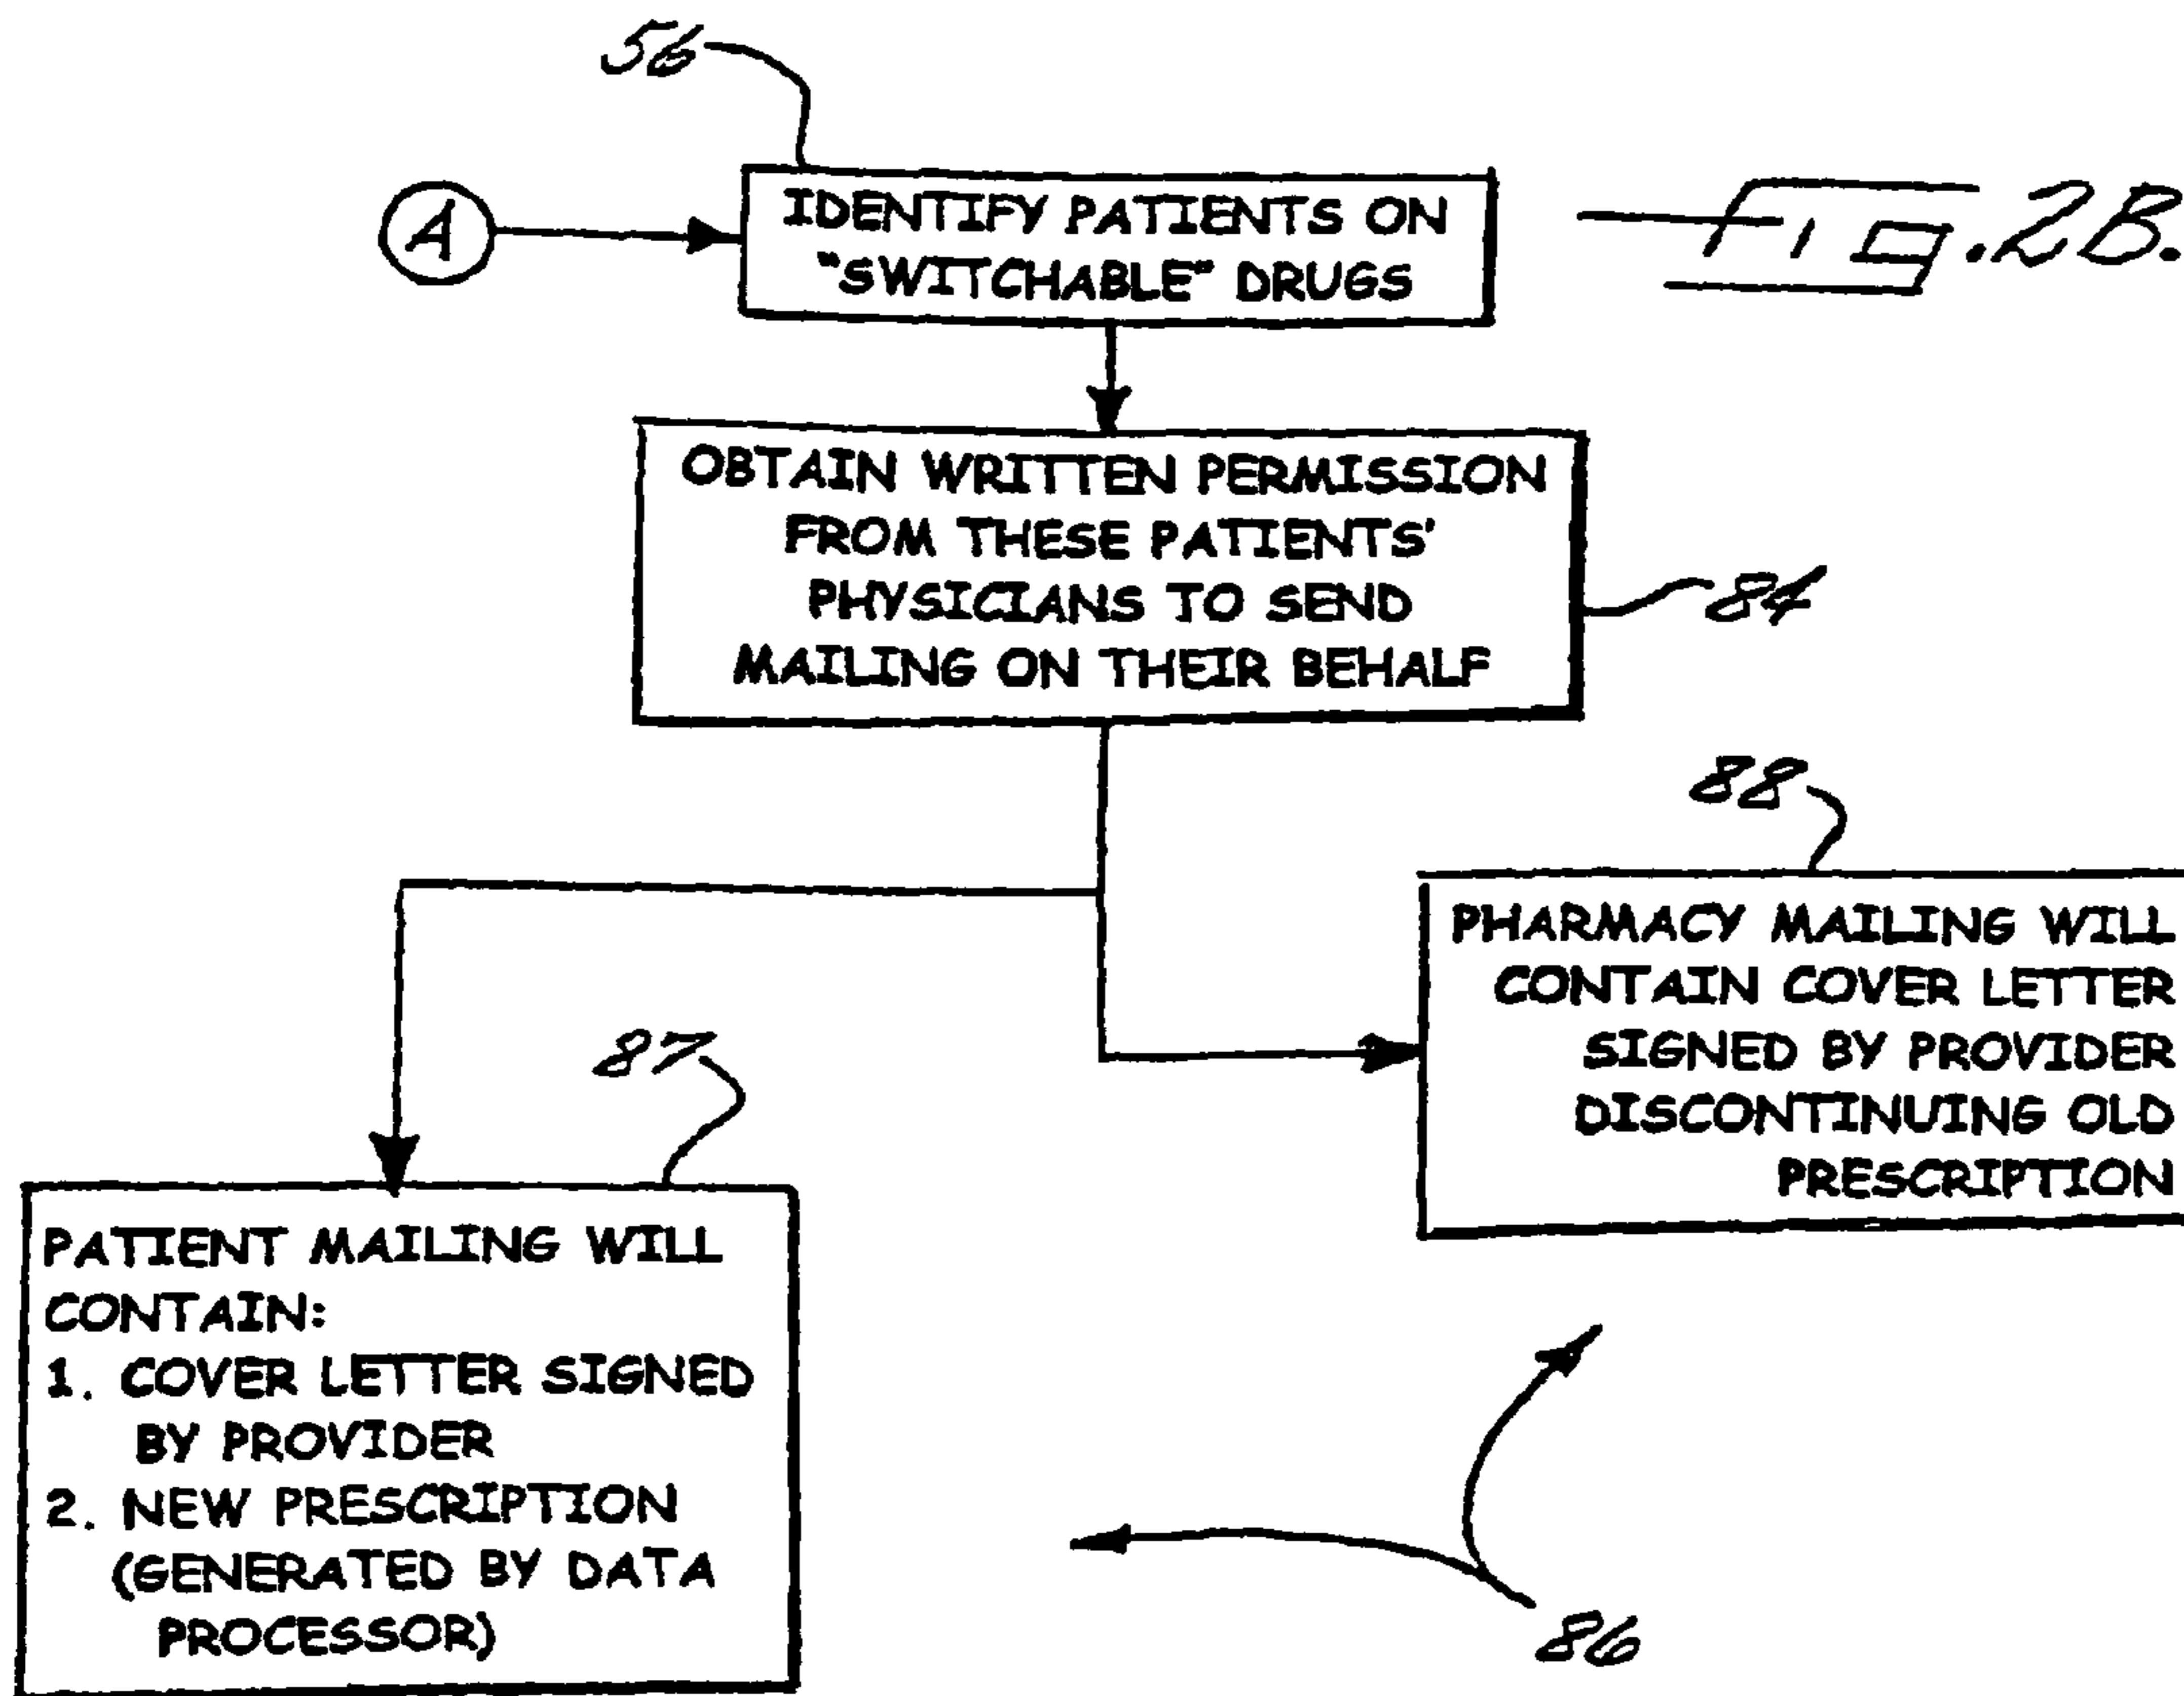 56
A
IDENTIFY PATIENTS ON
"SWITCHABLE" DRUGS
Fig.2B.
OBTAIN WRITTEN PERMISSION
FROM THESE PATIENTS'
PHYSICIANS TO SEND
MAILING ON THEIR BEHALF
84
88
PHARMACY MAILING WILL
CONTAIN COVER LETTER
SIGNED BY PROVIDER
DISCONTINUING OLD
PRESCRIPTION
87
PATIENT MAILING WILL
CONTAIN:
1. COVER LETTER SIGNED
BY PROVIDER
2. NEW PRESCRIPTION
(GENERATED BY DATA
PROCESSOR)
86